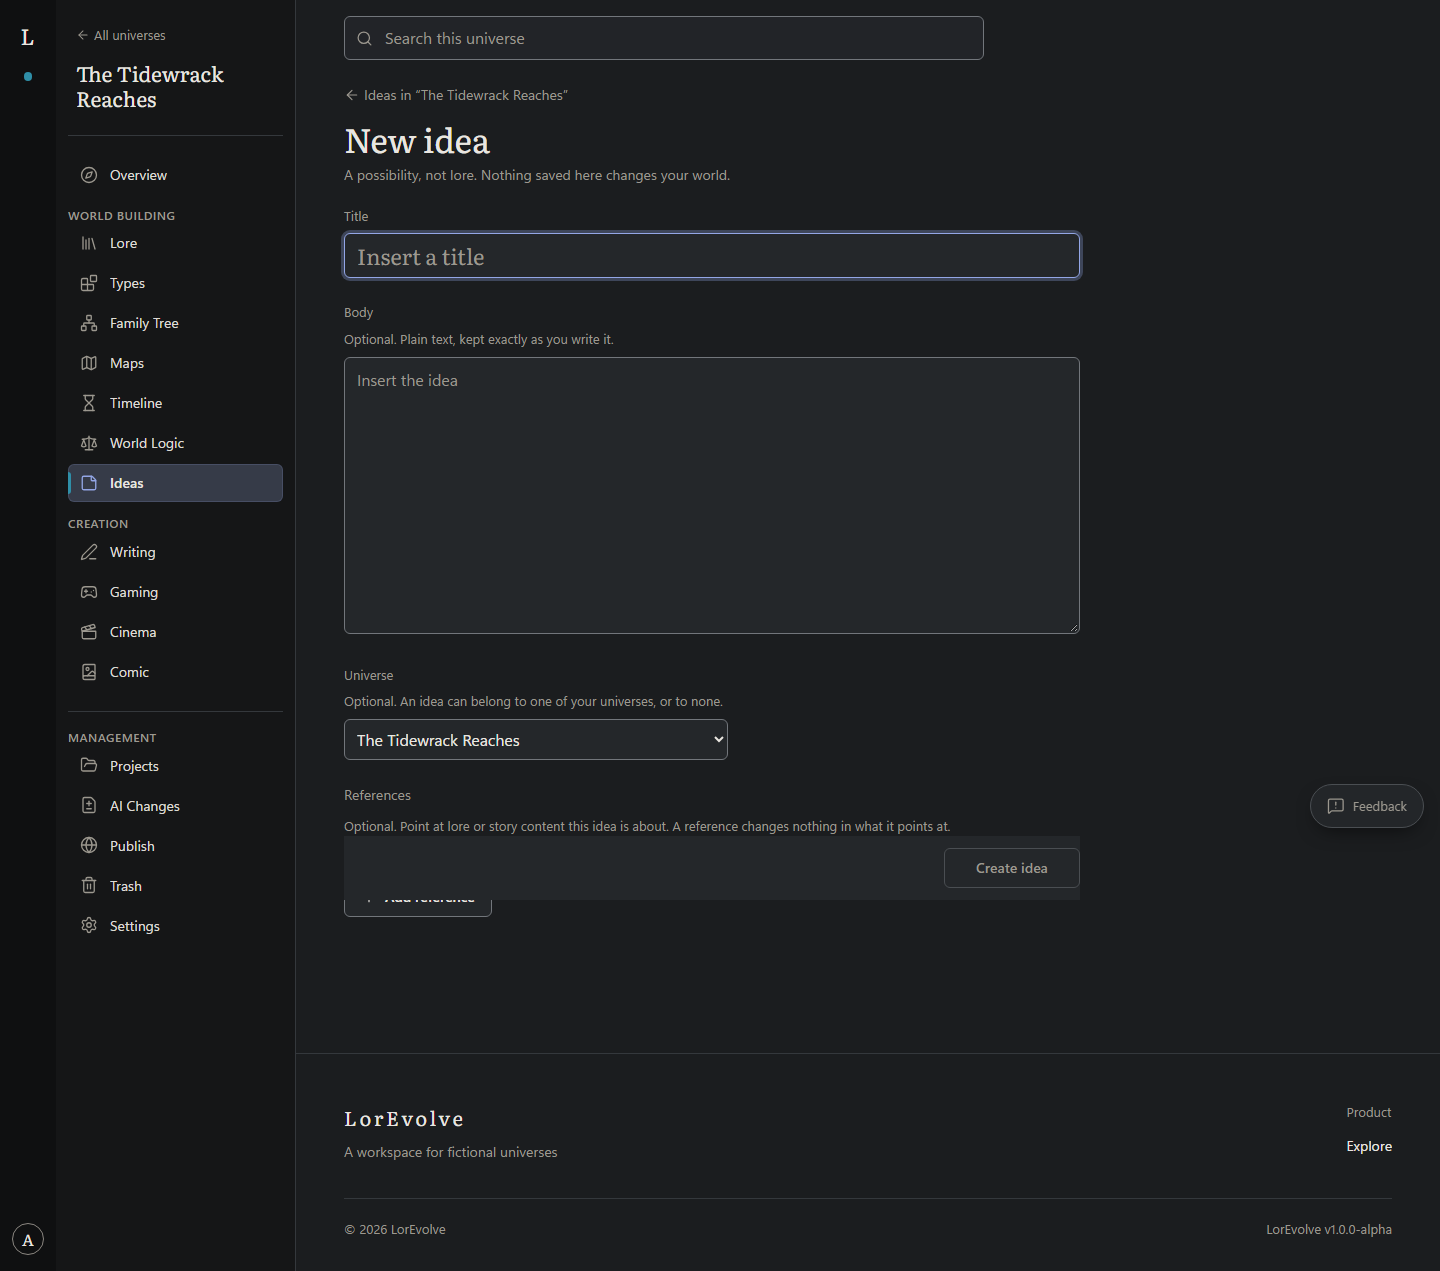 L
← All universes
The Tidewrack
Reaches
Overview
WORLD BUILDING
Lore
Types
Family Tree
Maps
Timeline
World Logic
Ideas
CREATION
Writing
Gaming
Cinema
Comic
MANAGEMENT
Projects
AI Changes
Publish
Trash
Settings
A
Search this universe
← Ideas in “The Tidewrack Reaches”
New idea
A possibility, not lore. Nothing saved here changes your world.
Title
Insert a title
Body
Optional. Plain text, kept exactly as you write it.
Insert the idea
Universe
Optional. An idea can belong to one of your universes, or to none.
The Tidewrack Reaches
References
Optional. Point at lore or story content this idea is about. A reference changes nothing in what it points at.
Create idea
Add reference
Feedback
LorEvolve
A workspace for fictional universes
Product
Explore
© 2026 LorEvolve
LorEvolve v1.0.0-alpha